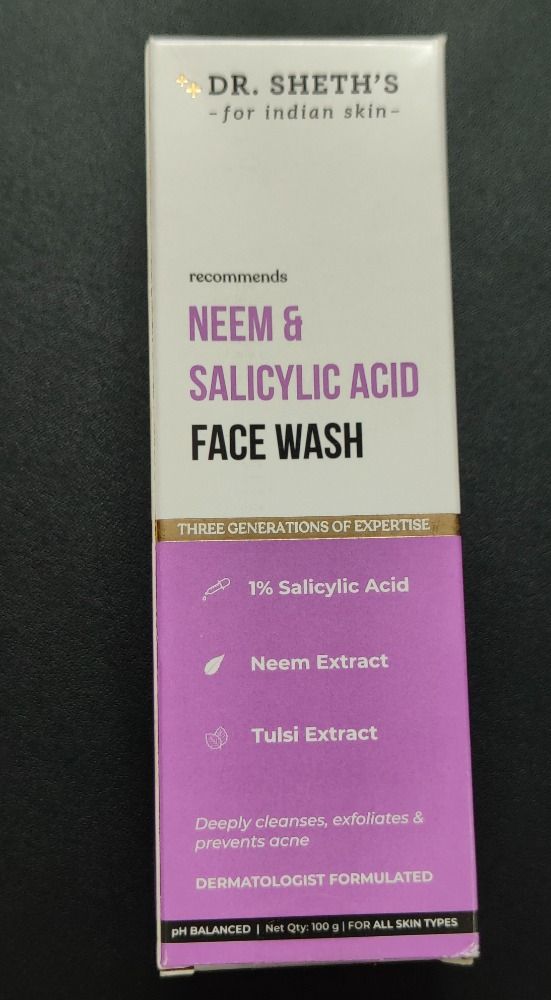 DR. SHETH'S
-for indian skin-
recommends
NEEM &
SALICYLIC ACID
FACE WASH
THREE GENERATIONS OF EXPERTISE
1% Salicylic Acid
Neem Extract
Tulsi Extract
Deeply cleanses, exfoliates &
prevents acne
DERMATOLOGIST FORMULATED
pH BALANCED | Net Qty: 100 g | FOR ALL SKIN TYPES